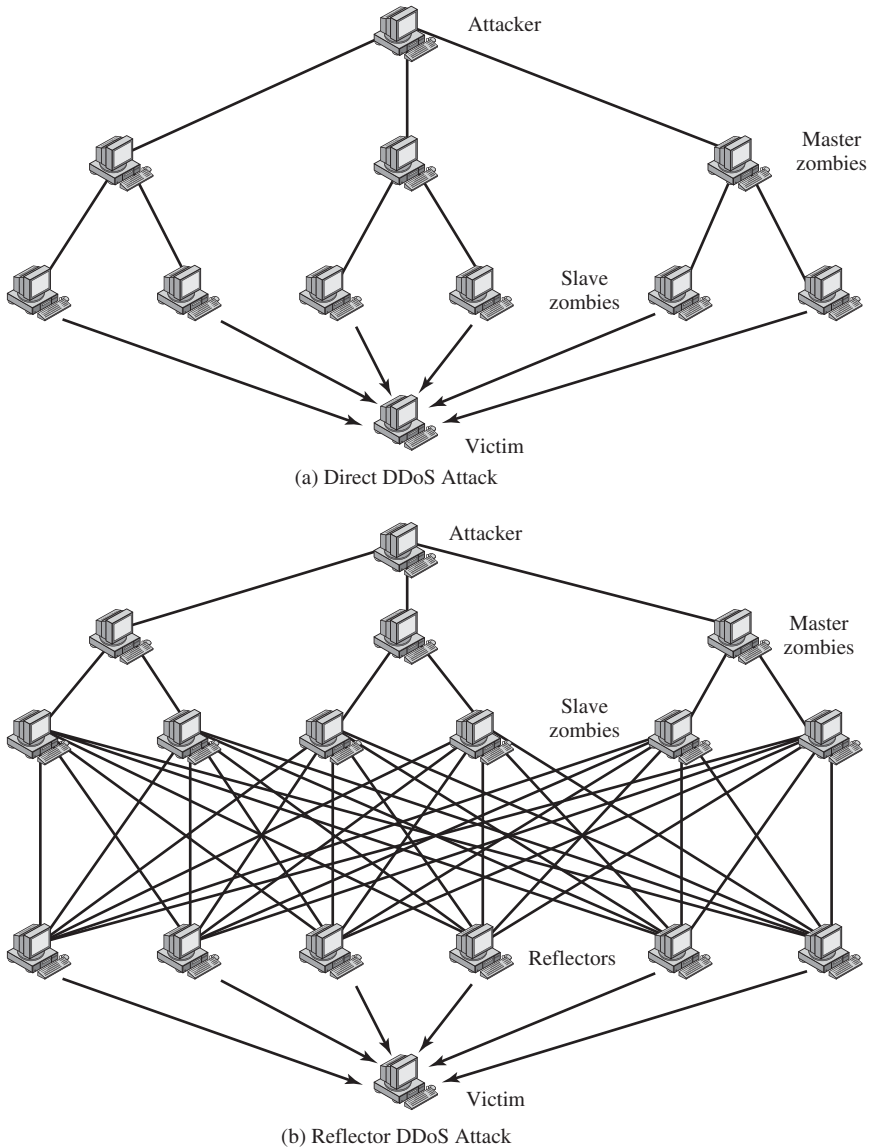 Attacker
Master
zombies
Slave
zombies
Victim
(a) Direct DDoS Attack
Attacker
Master
zombies
Slave
zombies
Reflectors
Victim
(b) Reflector DDoS Attack